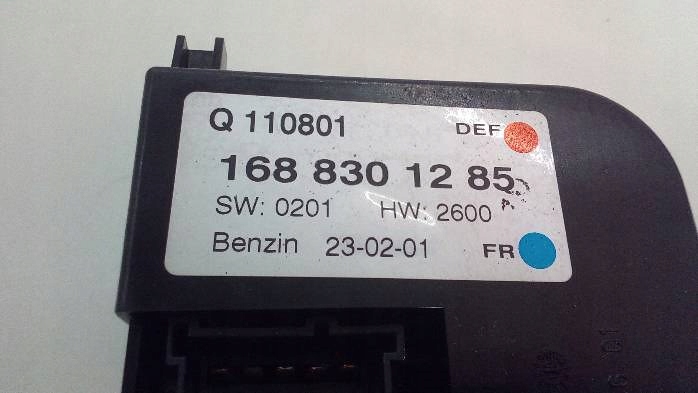 Q 110801 DEF
168 830 12 85
SW: 0201 HW: 2600
Benzin 23-02-01 FR